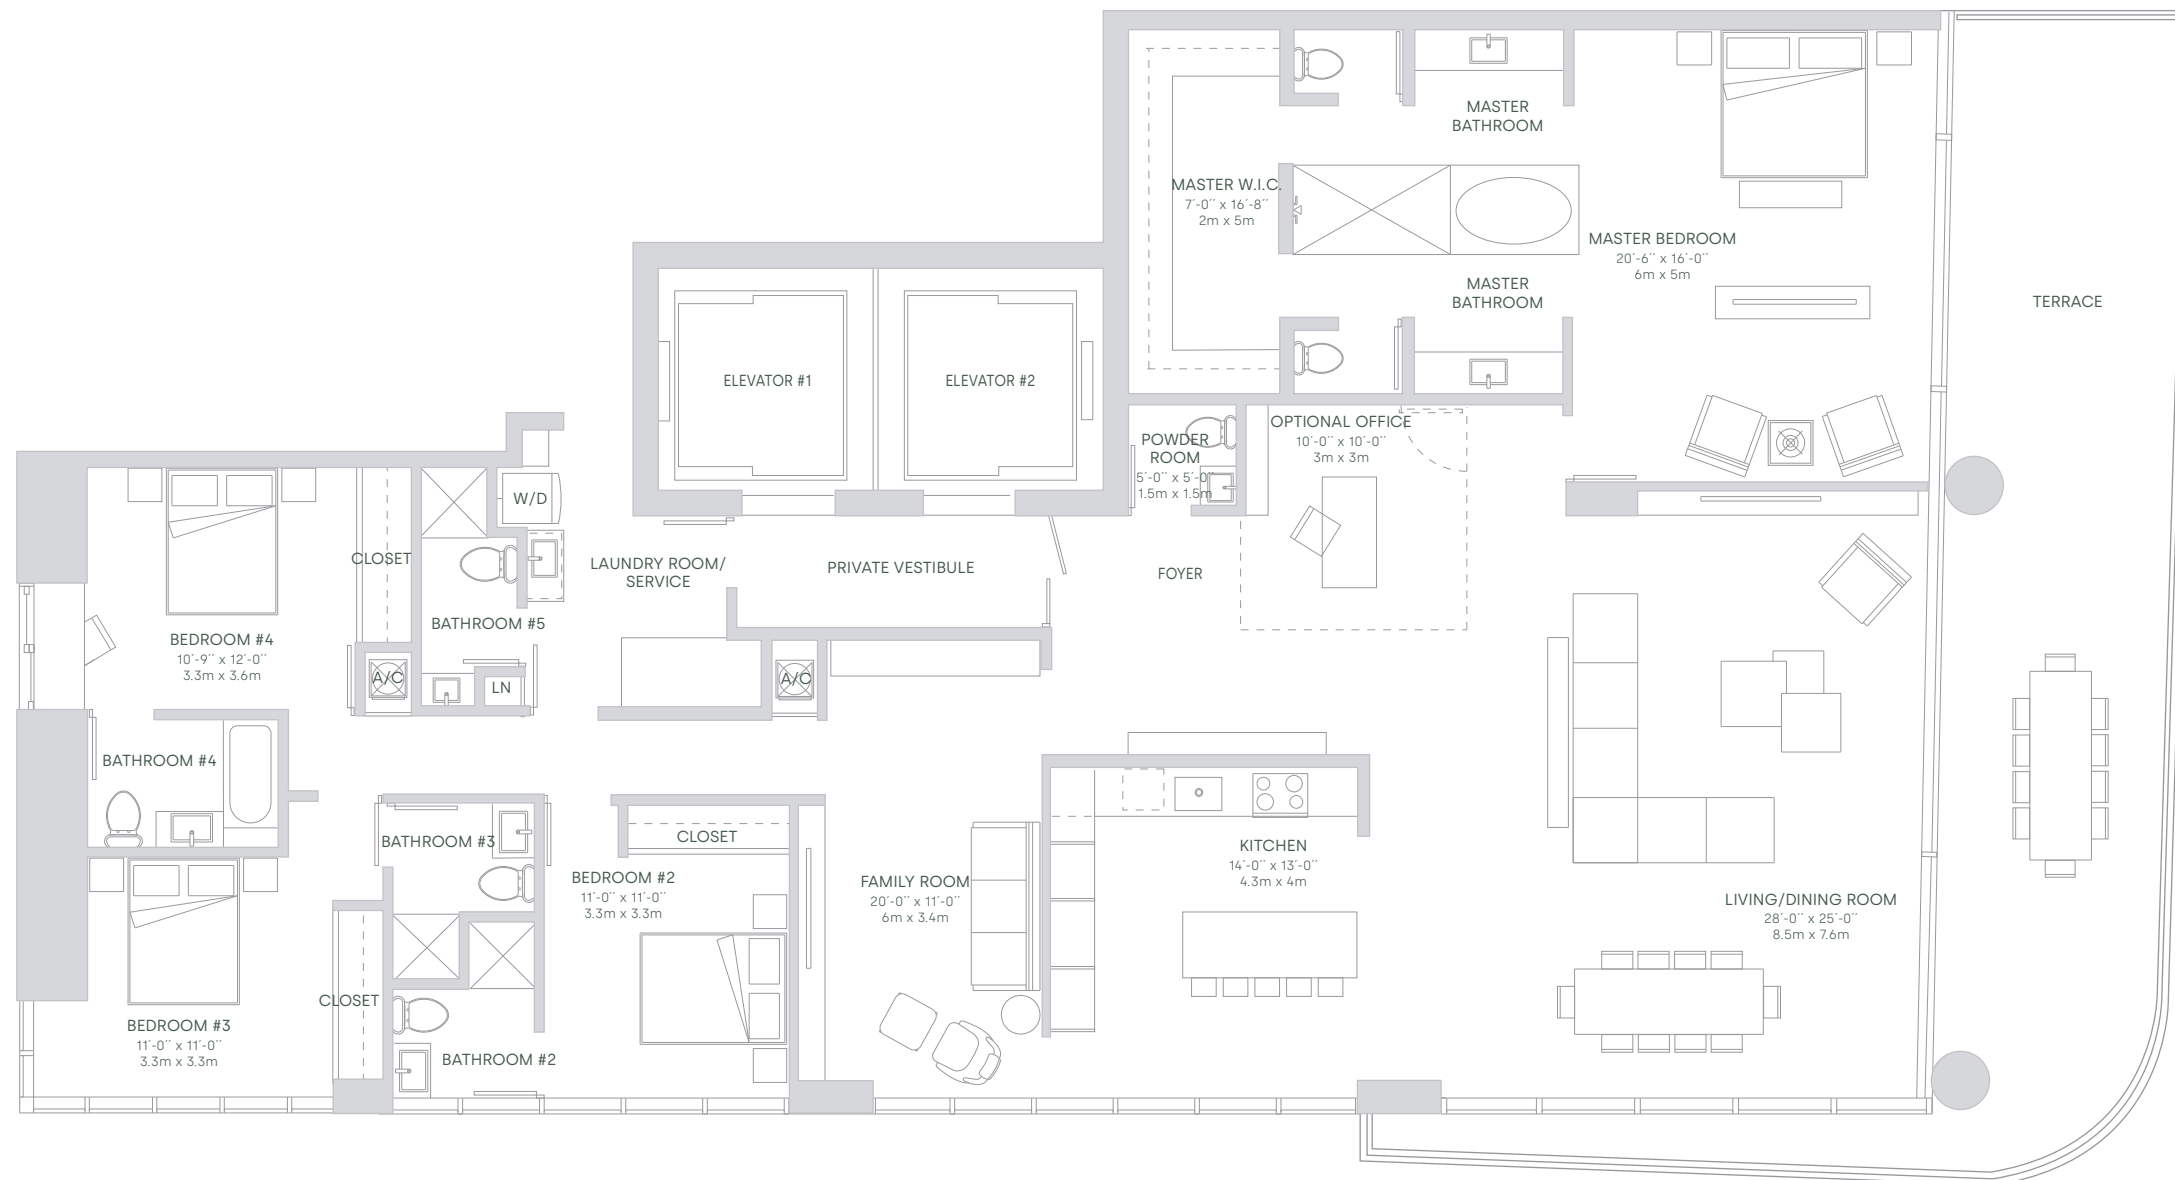 MASTER
BATHROOM
MASTER W.I.C.
7´-0´´ x 16´-8´´
2m x 5m
MASTER BEDROOM
20´-6´´ x 16´-0´´
6m x 5m
MASTER
BATHROOM
TERRACE
ELEVATOR #1
ELEVATOR #2
OPTIONAL OFFICE
10´-0´´ x 10´-0´´
3m x 3m
POWDER
ROOM
5´-0´´ x 5´-0´´
1.5m x 1.5m
W/D
CLOSET
LAUNDRY ROOM/
SERVICE
PRIVATE VESTIBULE
FOYER
BATHROOM #5
BEDROOM #4
10´-9´´ x 12´-0´´
3.3m x 3.6m
A/C
LN
A/C
BATHROOM #4
BATHROOM #3
CLOSET
KITCHEN
14´-0´´ x 13´-0´´
4.3m x 4m
BEDROOM #2
11´-0´´ x 11´-0´´
3.3m x 3.3m
FAMILY ROOM
20´-0´´ x 11´-0´´
6m x 3.4m
LIVING/DINING ROOM
28´-0´´ x 25´-0´´
8.5m x 7.6m
CLOSET
BEDROOM #3
11´-0´´ x 11´-0´´
3.3m x 3.3m
BATHROOM #2